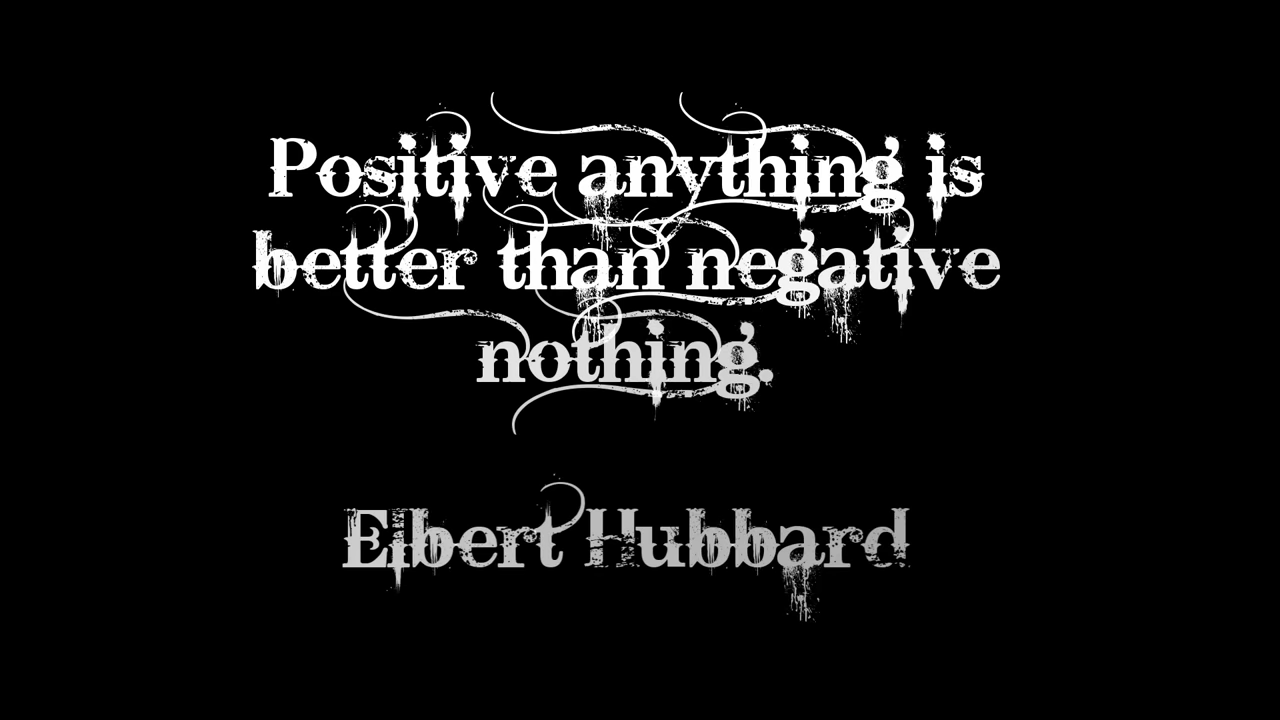 Positive anything is
better than negative
nothing.
Elbert Hubbard